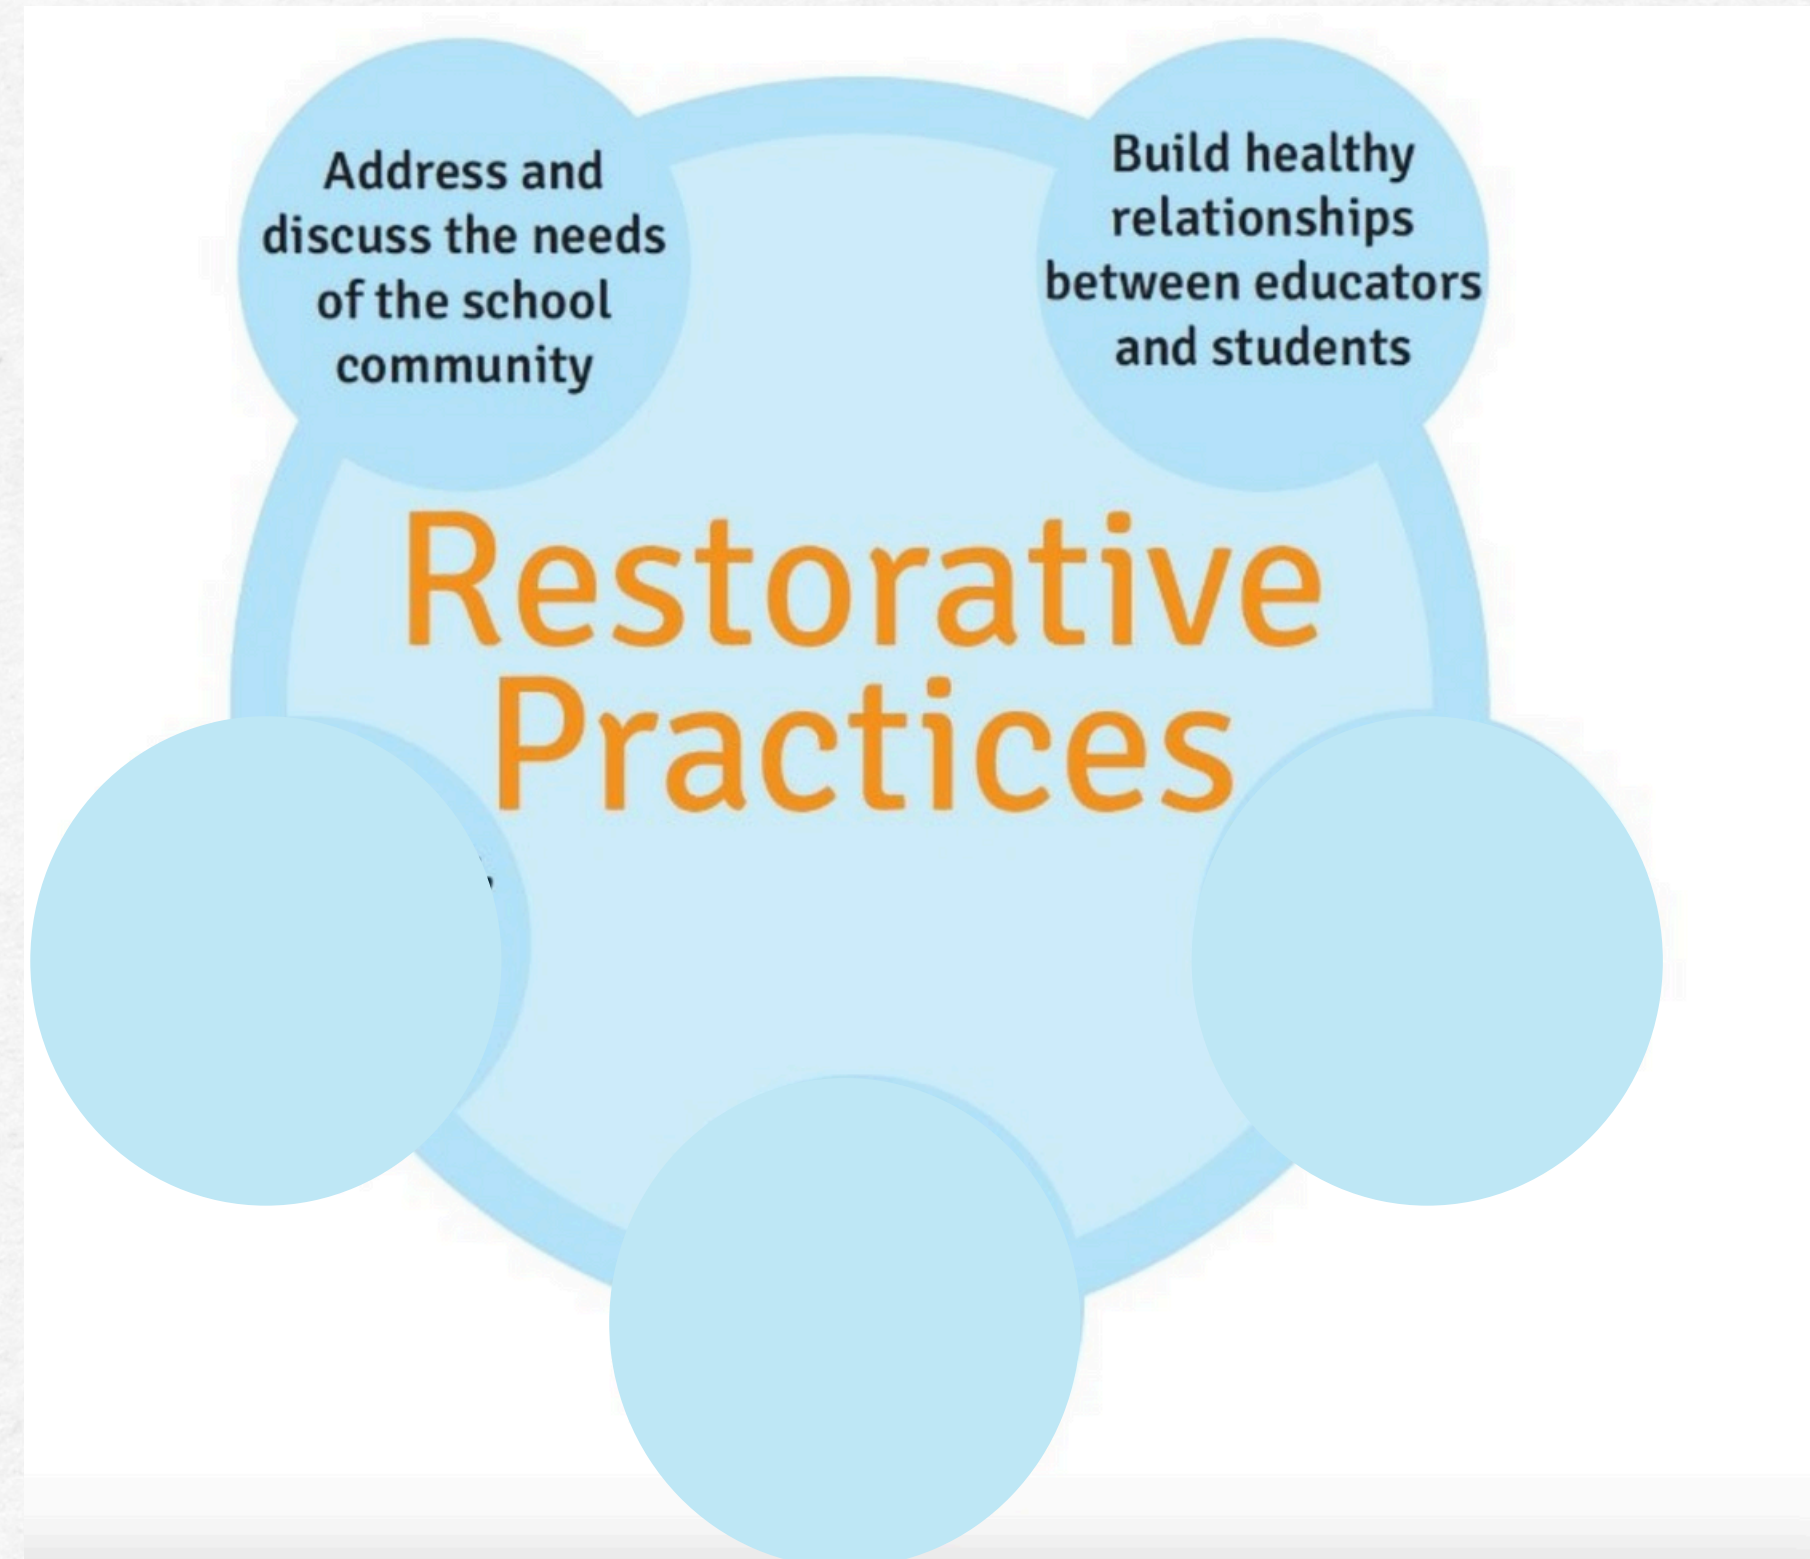 Address and
discuss the needs
of the school
community
Build healthy
relationships
between educators
and students
Restorative
Practices